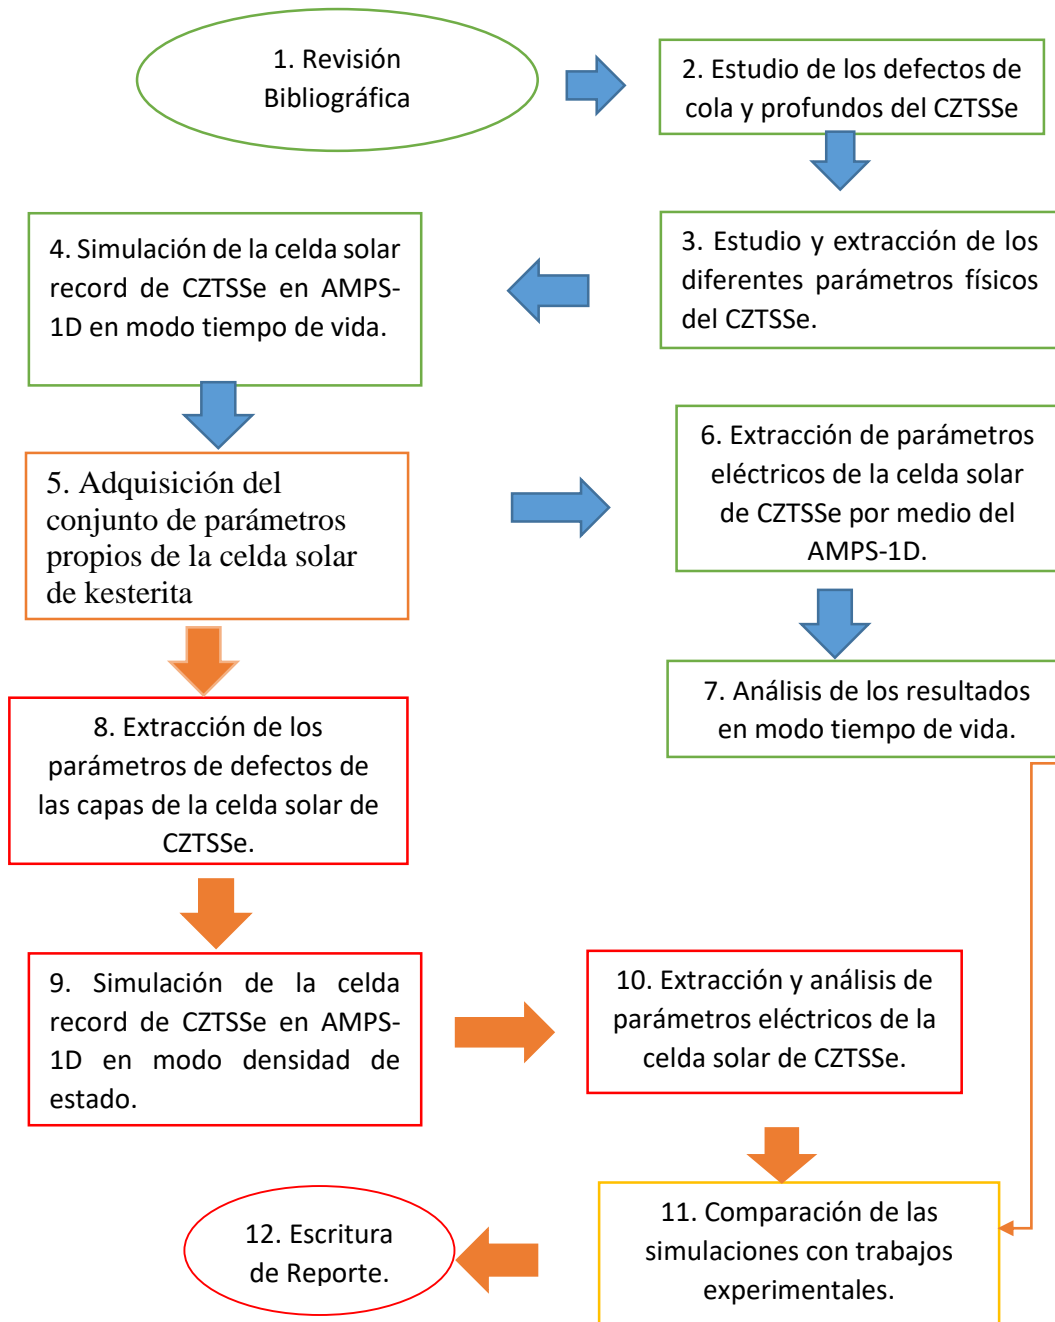 1. Revisión
Bibliográfica
2. Estudio de los defectos de
cola y profundos del CZTSSe
3. Estudio y extracción de los
diferentes parámetros físicos
del CZTSSe.
4. Simulación de la celda solar
record de CZTSSe en AMPS-
1D en modo tiempo de vida.
5. Adquisición del
conjunto de parámetros
propios de la celda solar
de kesterita
6. Extracción de parámetros
eléctricos de la celda solar
de CZTSSe por medio del
AMPS-1D.
7. Análisis de los resultados
en modo tiempo de vida.
8. Extracción de los
parámetros de defectos de
las capas de la celda solar de
CZTSSe.
9. Simulación de la celda
record de CZTSSe en AMPS-
1D en modo densidad de
estado.
10. Extracción y análisis de
parámetros eléctricos de la
celda solar de CZTSSe.
11. Comparación de las
simulaciones con trabajos
experimentales.
12. Escritura
de Reporte.